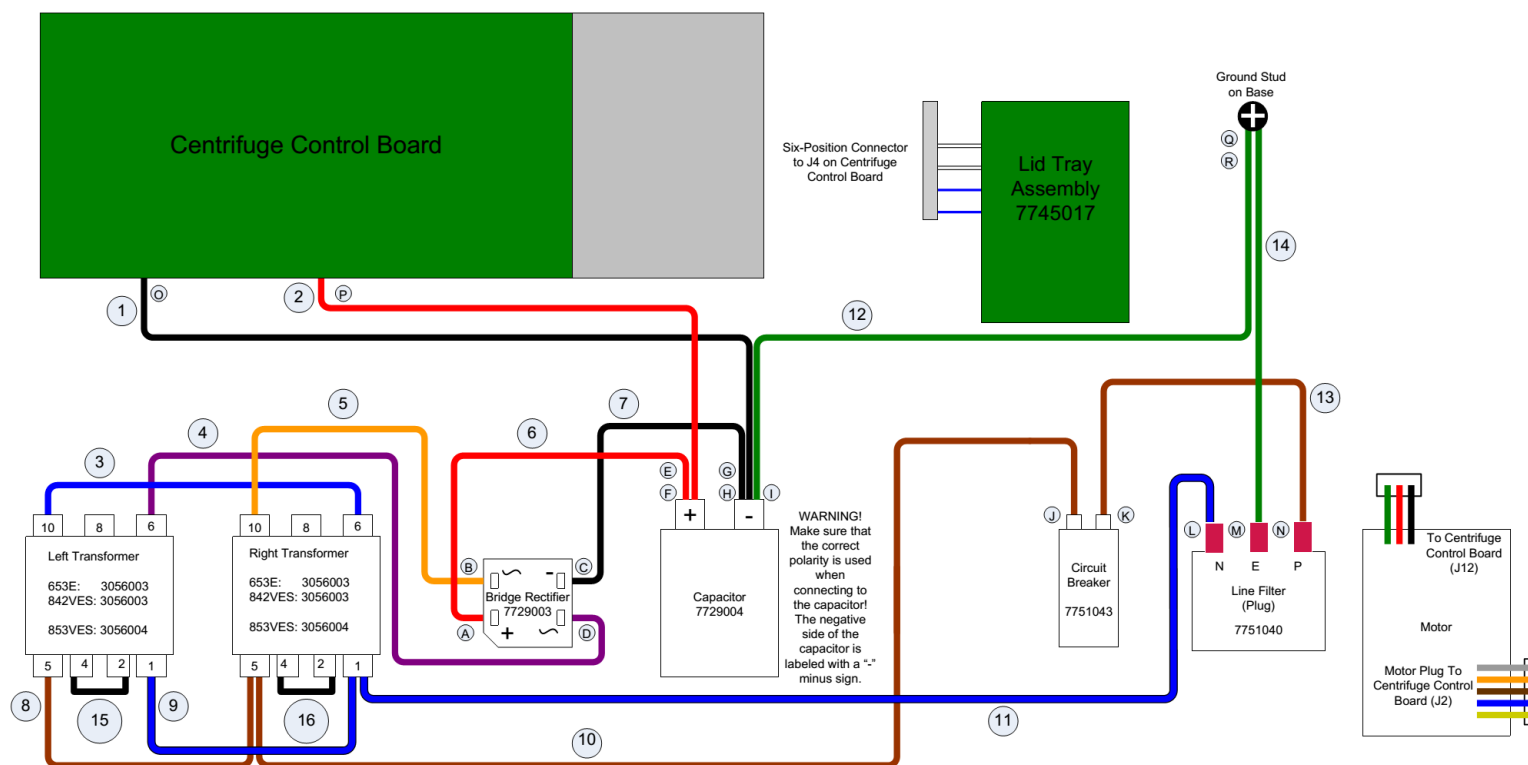 Centrifuge Control Board
Six-Position Connector
to J4 on Centrifuge
Control Board
Lid Tray
Assembly
7745017
Ground Stud
on Base
Q
R
14
1
O
2
P
12
13
3
4
5
6
7
E
F
G
H
I
+
-
Capacitor
7729004
WARNING!
Make sure that
the correct
polarity is used
when
connecting to
the capacitor!
The negative
side of the
capacitor is
labeled with a "-"
minus sign.
10
8
6
Left Transformer
653E: 3056003
842VES: 3056003
853VES: 3056004
5
4
2
1
10
8
6
Right Transformer
653E: 3056003
842VES: 3056003
853VES: 3056004
5
4
2
1
B
C
-
Bridge Rectifier
7729003
+
A
D
J
K
Circuit
Breaker
7751043
L
M
N
N
E
P
Line Filter
(Plug)
7751040
To Centrifuge
Control Board
(J12)
Motor
Motor Plug To
Centrifuge Control
Board (J2)
8
15
9
16
10
11